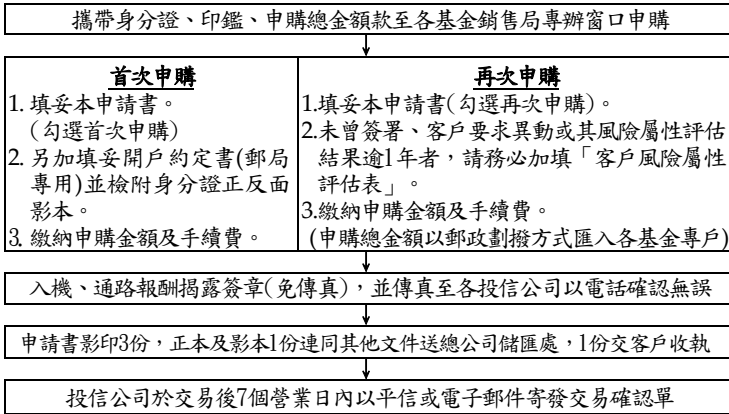 攜帶身分證、印鑑、申購總金額款至各基金銷售局專辦窗口申購
首次申購
1. 填妥本申請書。
(勾選首次申購)
2. 另加填妥開戶約定書(郵局
專用)並檢附身分證正反面
影本。
3. 繳納申購金額及手續費。
再次申購
1.填妥本申請書(勾選再次申購)。
2.未曾簽署、客戶要求異動或其風險屬性評估
結果逾1年者，請務必加填「客戶風險屬性
評估表」。
3.繳納申購金額及手續費。
(申購總金額以郵政劃撥方式匯入各基金專戶)
入機、通路報酬揭露簽章(免傳真)，並傳真至各投信公司以電話確認無誤
申請書影印3份，正本及影本1份連同其他文件送總公司儲匯處，1份交客戶收執
投信公司於交易後7個營業日內以平信或電子郵件寄發交易確認單